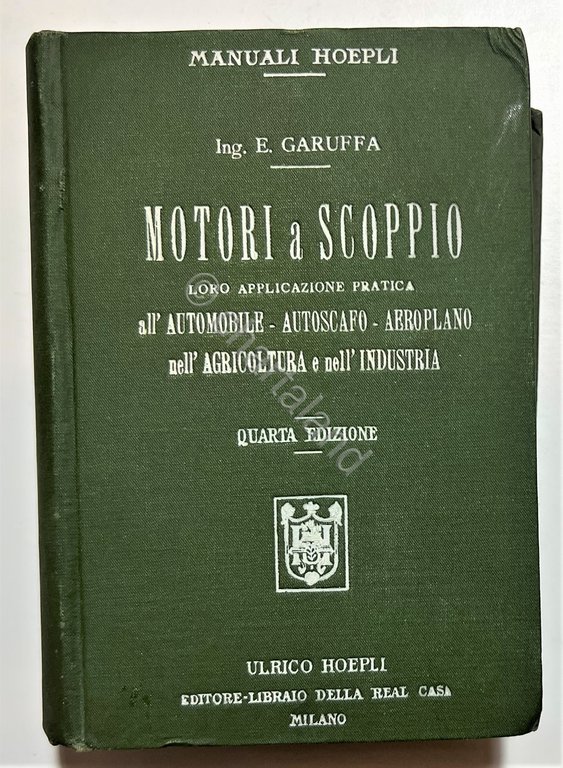 MANUALI HOEPLI
Ing. E. GARUFFA
MOTORI a SCOPPIO
LORO APPLICAZIONE PRATICA
all' AUTOMOBILE - AUTOSCAFO - AEROPLANO
nell' AGRICOLTURA e nell' INDUSTRIA
QUARTA EDIZIONE
ULRICO HOEPLI
EDITORE-LIBRAIO DELLA REAL CASA
MILANO